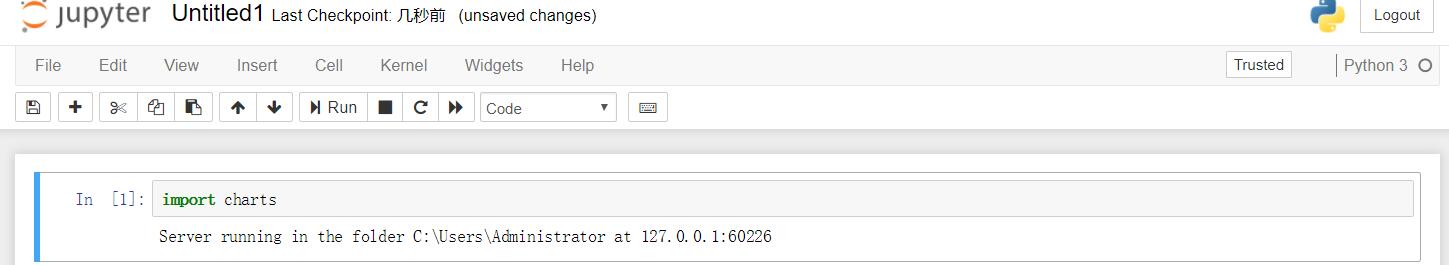 jupyter Untitled1 Last Checkpoint: 几秒前 (unsaved changes) Logout
File Edit View Insert Cell Kernel Widgets Help Trusted Python 3
Run Code
In [1]: import charts
Server running in the folder C:\Users\Administrator at 127.0.0.1:60226